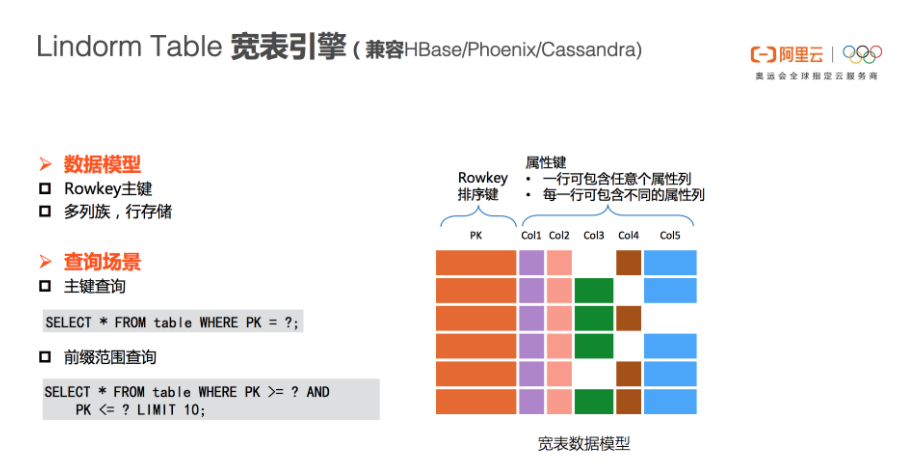 Lindorm Table 宽表引擎 ( 兼容HBase/Phoenix/Cassandra)
阿里云
奥运会全球指定云服务商
数据模型
Rowkey主键
多列族，行存储
查询场景
主键查询
SELECT * FROM table WHERE PK = ?;
前缀范围查询
SELECT * FROM table WHERE PK >= ? AND
PK <= ? LIMIT 10;
Rowkey
排序键
属性键
• 一行可包含任意个属性列
• 每一行可包含不同的属性列
PK Col1 Col2 Col3 Col4 Col5
宽表数据模型